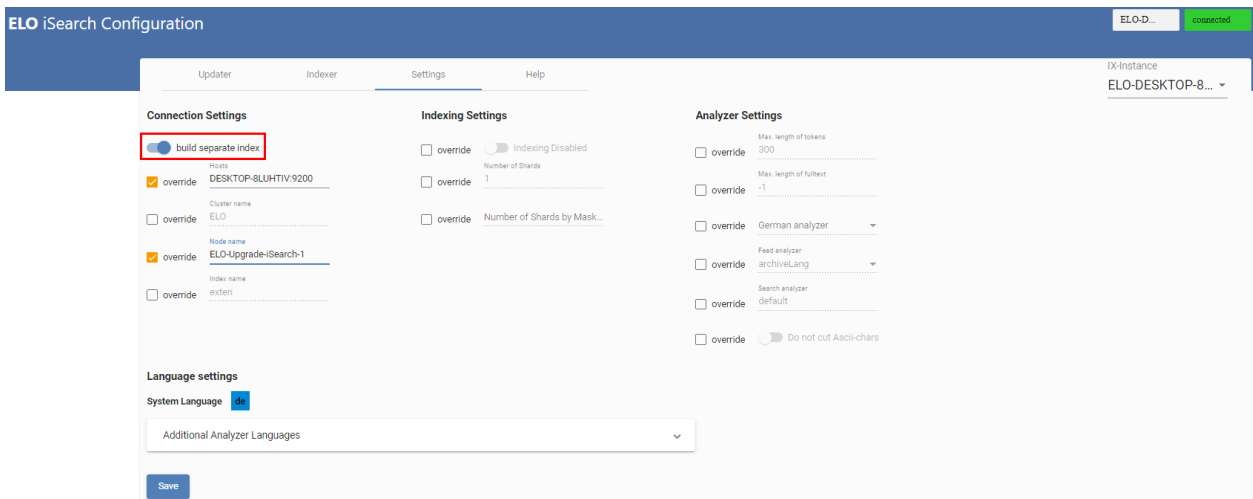 ELO iSearch Configuration
ELO-D...
connected
Updater
Indexer
Settings
Help
IX-Instance
ELO-DESKTOP-8...
Connection Settings
build separate index
override
Hosts
DESKTOP-8LUHTIV:9200
override
Cluster name
ELO
override
Node name
ELO-Upgrade-iSearch-1
override
Index name
exten
Indexing Settings
override
Indexing Disabled
override
Number of Shards
1
override
Number of Shards by Mask...
Analyzer Settings
override
Max. length of tokens
300
override
Max. length of fulltext
-1
override
German analyzer
override
Feed analyzer
archiveLang
override
Search analyzer
default
override
Do not cut Ascii-chars
Language settings
System Language
de
Additional Analyzer Languages
Save